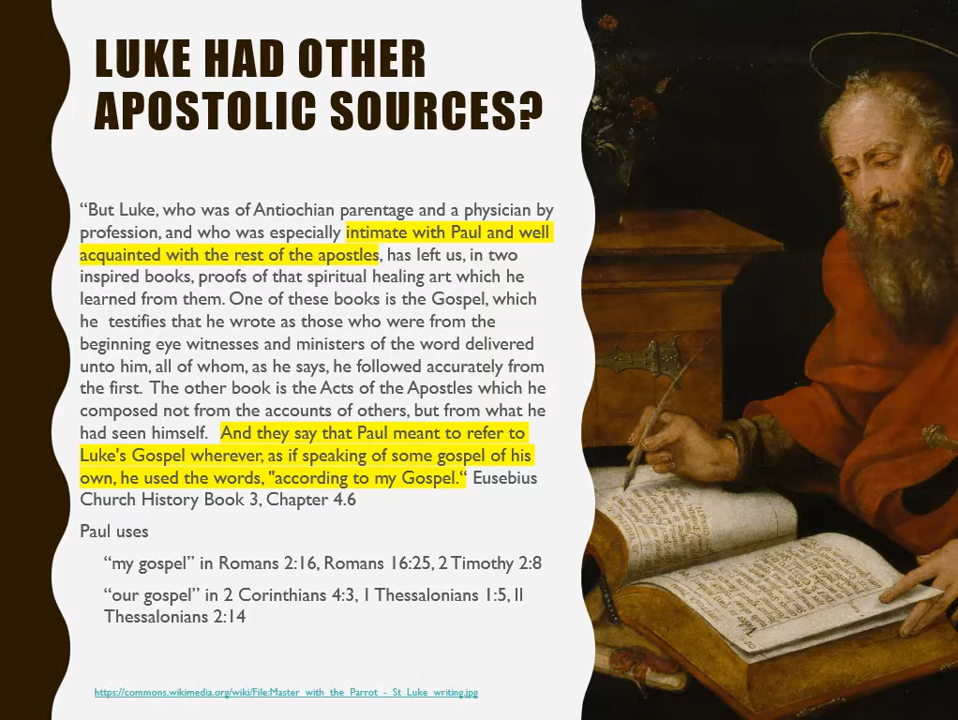 LUKE HAD OTHER
APOSTOLIC SOURCES?
“But Luke, who was of Antiochian parentage and a physician by
profession, and who was especially intimate with Paul and well
acquainted with the rest of the apostles, has left us, in two
inspired books, proofs of that spiritual healing art which he
learned from them. One of these books is the Gospel, which
he testifies that he wrote as those who were from the
beginning eye witnesses and ministers of the word delivered
unto him, all of whom, as he says, he followed accurately from
the first. The other book is the Acts of the Apostles which he
composed not from the accounts of others, but from what he
had seen himself. And they say that Paul meant to refer to
Luke's Gospel wherever, as if speaking of some gospel of his
own, he used the words, "according to my Gospel.“ Eusebius
Church History Book 3, Chapter 4.6
Paul uses
“my gospel” in Romans 2:16, Romans 16:25, 2 Timothy 2:8
“our gospel” in 2 Corinthians 4:3, I Thessalonians 1:5, II
Thessalonians 2:14
https://commons.wikimedia.org/wiki/File:Master_with_the_Parrot_-_St_Luke_writing.jpg